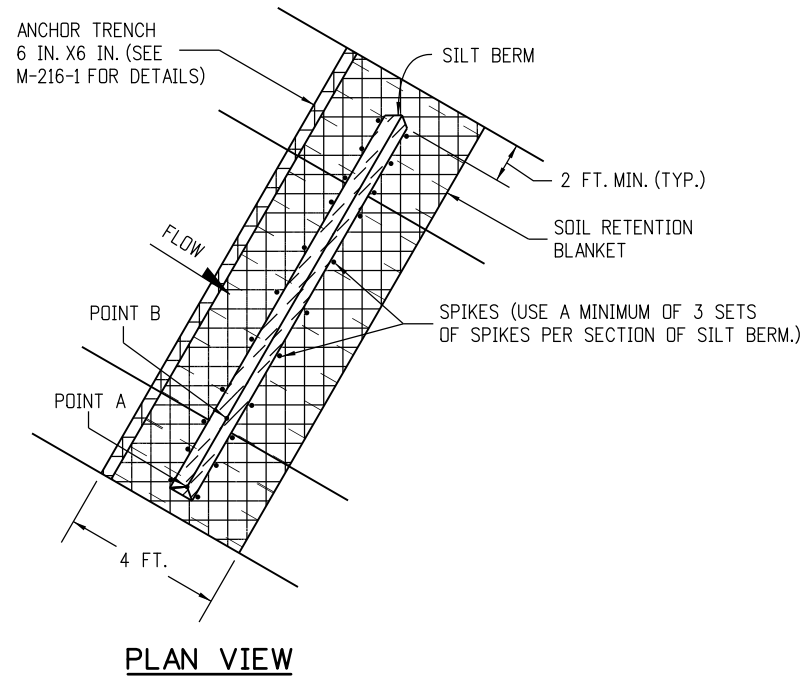 ANCHOR TRENCH
6 IN. X6 IN. (SEE
M-216-1 FOR DETAILS)
SILT BERM
2 FT. MIN. (TYP.)
SOIL RETENTION
BLANKET
FLOW
POINT B
SPIKES (USE A MINIMUM OF 3 SETS
OF SPIKES PER SECTION OF SILT BERM.)
POINT A
4 FT.
PLAN VIEW